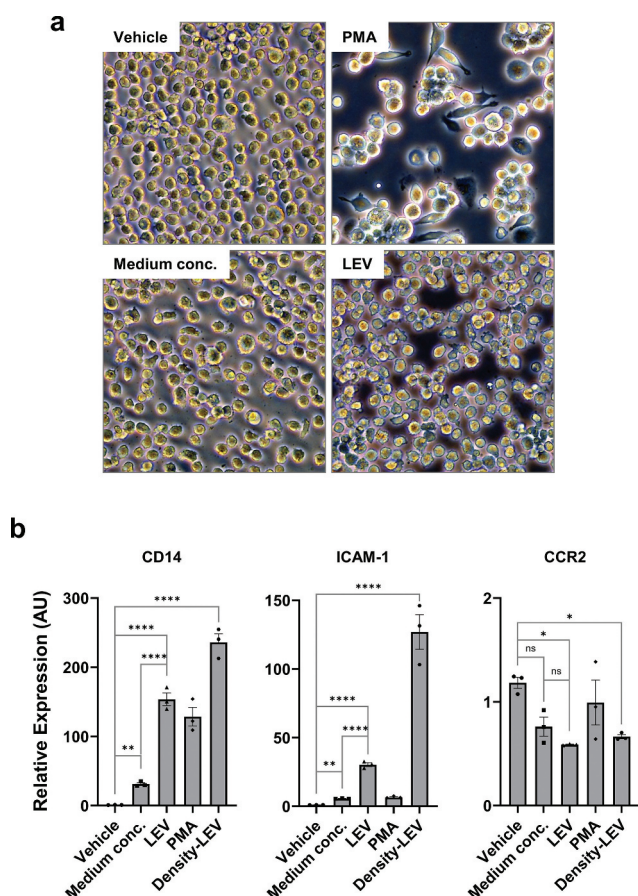 a
Vehicle
PMA
Medium conc.
LEV
b
CD14
ICAM-1
CCR2
Relative Expression (AU)
300
200
100
0
****
****
****
**
Vehicle
Medium conc.
LEV
PMA
Density-LEV
150
100
50
0
****
****
****
**
Vehicle
Medium conc.
LEV
PMA
Density-LEV
2
1
0
*
*
ns
ns
Vehicle
Medium conc.
LEV
PMA
Density-LEV